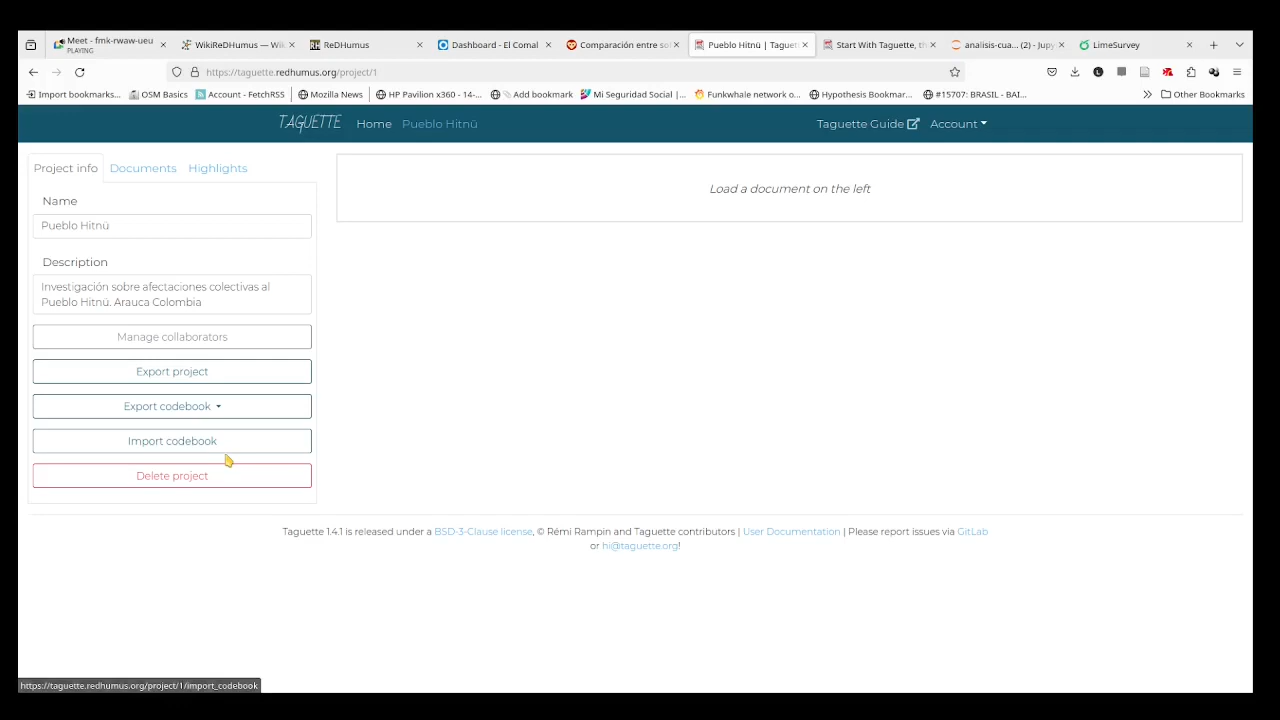 Meet - fmk-rwaw-ueu
PLAYING
WikiReDHumus — Wiki
ReDHumus
Dashboard - El Comal
Comparación entre sol
Pueblo Hitnü | Taguet
Start With Taguette, th
analisis-cua... (2) - Jupy
LimeSurvey
https://taguette.redhumus.org/project/1
Import bookmarks...
OSM Basics
Account - FetchRSS
Mozilla News
HP Pavilion x360 - 14-...
Add bookmark
Mi Seguridad Social |...
Funkwhale network o...
Hypothesis Bookmar...
#15707: BRASIL - BAI...
Other Bookmarks
TAGUETTE
Home
Pueblo Hitnü
Taguette Guide
Account
Project info
Documents
Highlights
Name
Pueblo Hitnü
Description
Investigación sobre afectaciones colectivas al
Pueblo Hitnü. Arauca Colombia
Manage collaborators
Export project
Export codebook
Import codebook
Delete project
Load a document on the left
Taguette 1.4.1 is released under a BSD-3-Clause license, © Rémi Rampin and Taguette contributors | User Documentation | Please report issues via GitLab
or hi@taguette.org!
https://taguette.redhumus.org/project/1/import_codebook